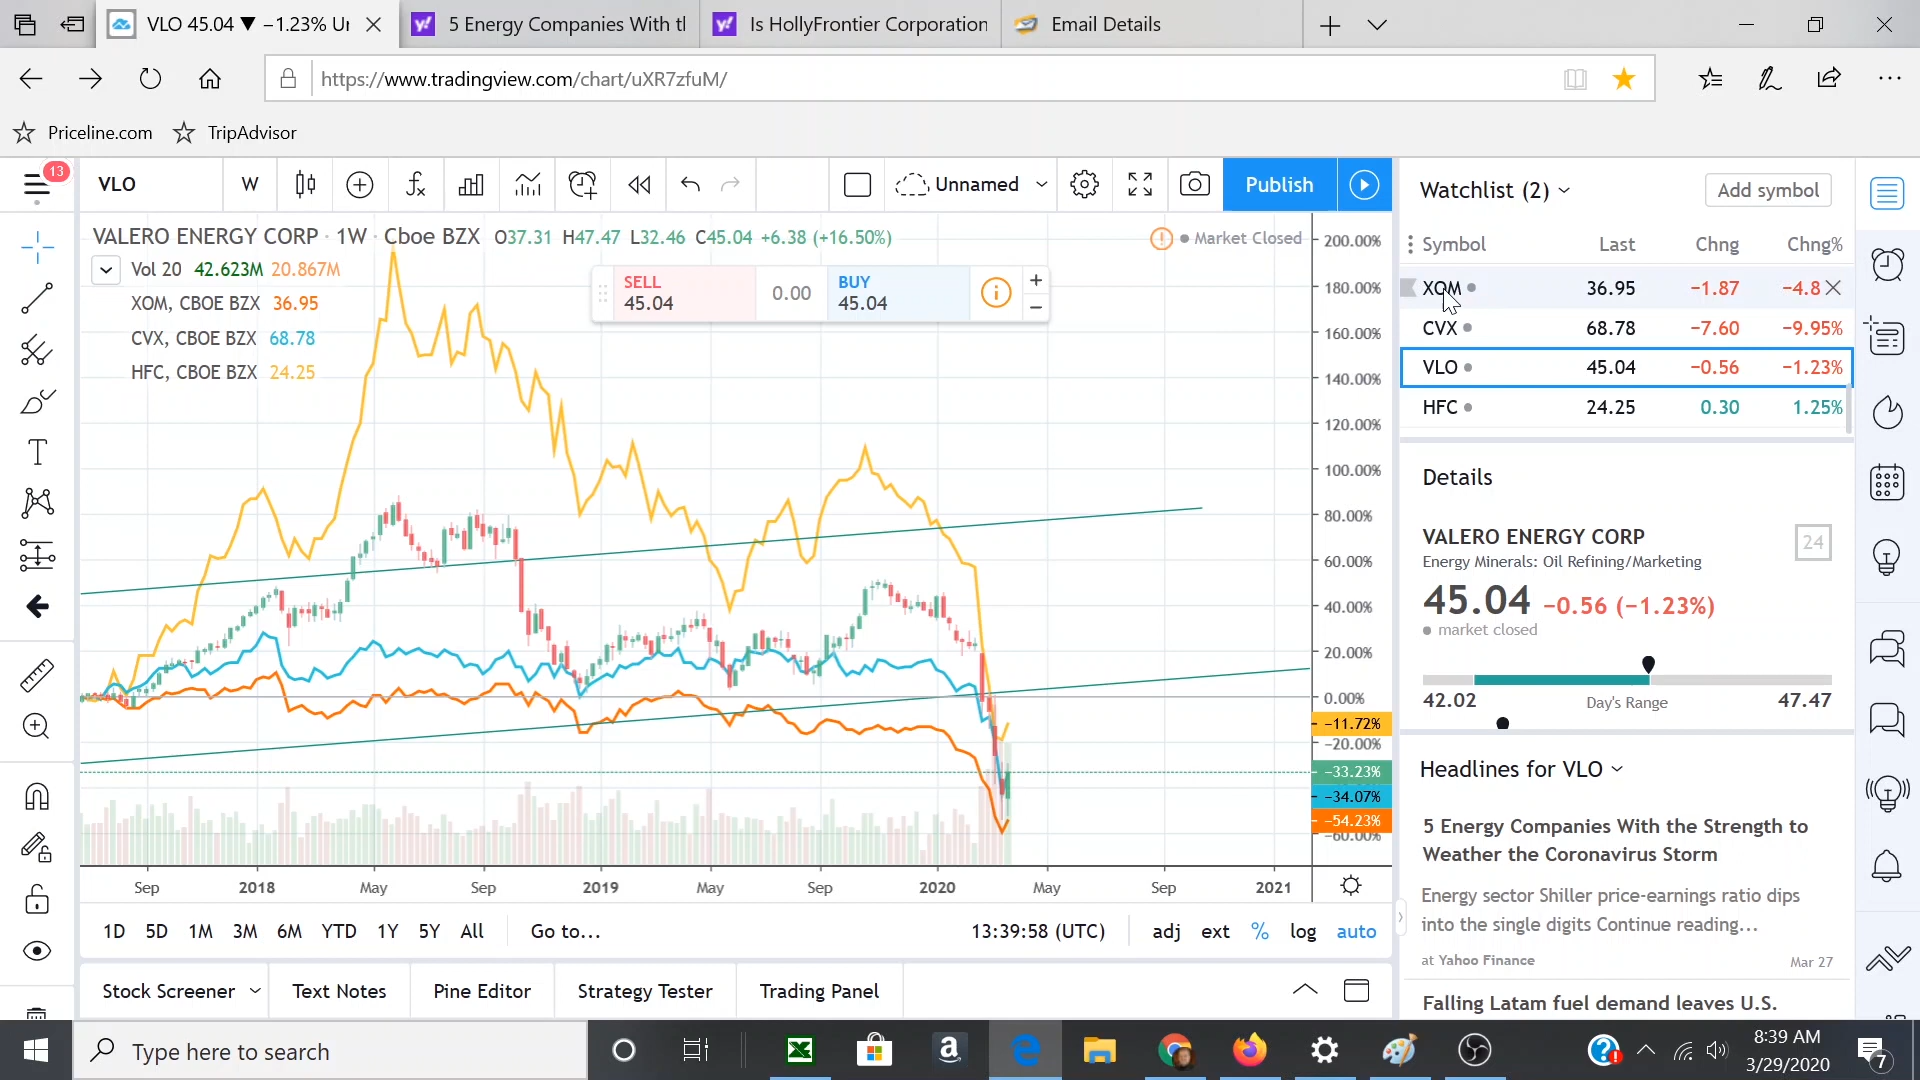 VLO 45.04 ▼ −1.23% Ur
5 Energy Companies With tl
Is HollyFrontier Corporation
Email Details
https://www.tradingview.com/chart/uXR7zfuM/
Priceline.com
TripAdvisor
13
VLO
W
Unnamed
Publish
VALERO ENERGY CORP · 1W · Cboe BZX O37.31 H47.47 L32.46 C45.04 +6.38 (+16.50%)
Market Closed
Vol 20 42.623M 20.867M
XOM, CBOE BZX 36.95
CVX, CBOE BZX 68.78
HFC, CBOE BZX 24.25
SELL
45.04
0.00
BUY
45.04
200.00%
180.00%
160.00%
140.00%
120.00%
100.00%
80.00%
60.00%
40.00%
20.00%
0.00%
−11.72%
−20.00%
−33.23%
−34.07%
−54.23%
−60.00%
Sep 2018 May Sep 2019 May Sep 2020 May Sep 2021
1D 5D 1M 3M 6M YTD 1Y 5Y All Go to...
13:39:58 (UTC) adj ext % log auto
Stock Screener Text Notes Pine Editor Strategy Tester Trading Panel
Watchlist (2)
Add symbol
Symbol Last Chng Chng%
XOM 36.95 −1.87 −4.8
CVX 68.78 −7.60 −9.95%
VLO 45.04 −0.56 −1.23%
HFC 24.25 0.30 1.25%
Details
VALERO ENERGY CORP
24
Energy Minerals: Oil Refining/Marketing
45.04 −0.56 (−1.23%)
market closed
42.02 Day's Range 47.47
Headlines for VLO
5 Energy Companies With the Strength to
Weather the Coronavirus Storm
Energy sector Shiller price-earnings ratio dips
into the single digits Continue reading...
at Yahoo Finance Mar 27
Falling Latam fuel demand leaves U.S.
Type here to search
8:39 AM
3/29/2020
7